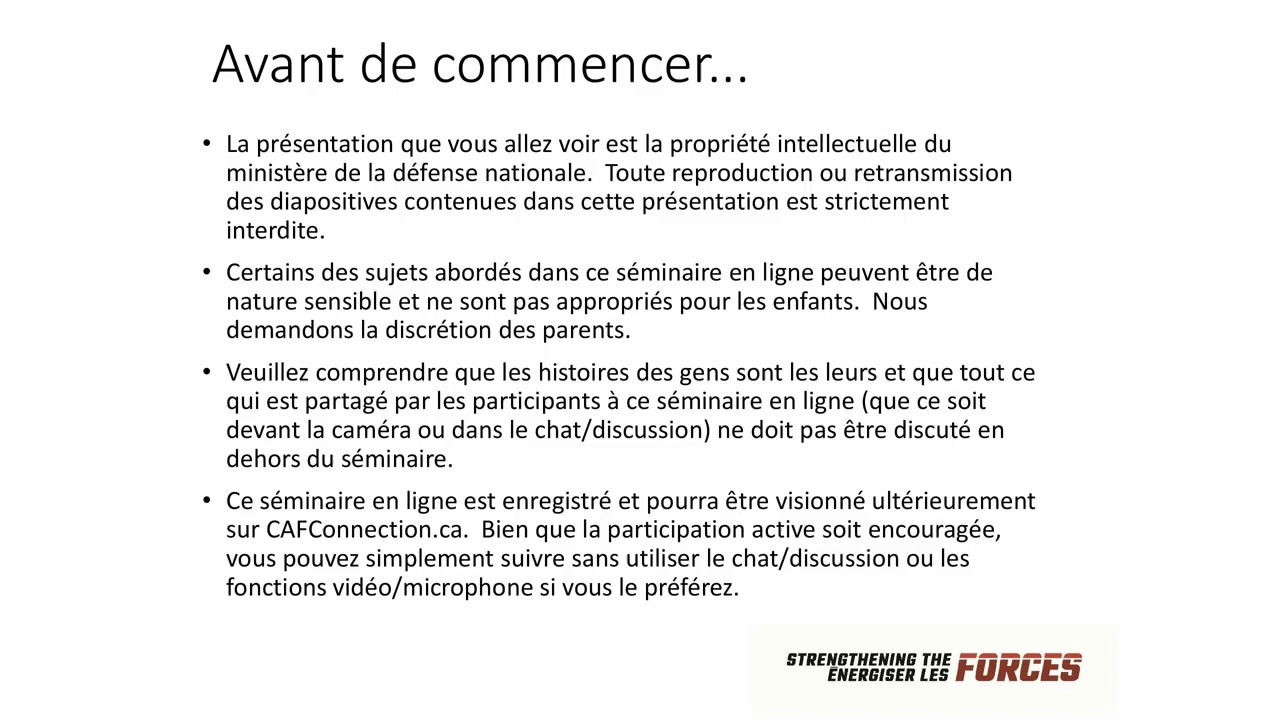 Avant de commencer...
• La présentation que vous allez voir est la propriété intellectuelle du
ministère de la défense nationale.  Toute reproduction ou retransmission
des diapositives contenues dans cette présentation est strictement
interdite.
• Certains des sujets abordés dans ce séminaire en ligne peuvent être de
nature sensible et ne sont pas appropriés pour les enfants.  Nous
demandons la discrétion des parents.
• Veuillez comprendre que les histoires des gens sont les leurs et que tout ce
qui est partagé par les participants à ce séminaire en ligne (que ce soit
devant la caméra ou dans le chat/discussion) ne doit pas être discuté en
dehors du séminaire.
• Ce séminaire en ligne est enregistré et pourra être visionné ultérieurement
sur CAFConnection.ca.  Bien que la participation active soit encouragée,
vous pouvez simplement suivre sans utiliser le chat/discussion ou les
fonctions vidéo/microphone si vous le préférez.
STRENGTHENING THE
ÉNERGISER LES
FORCES